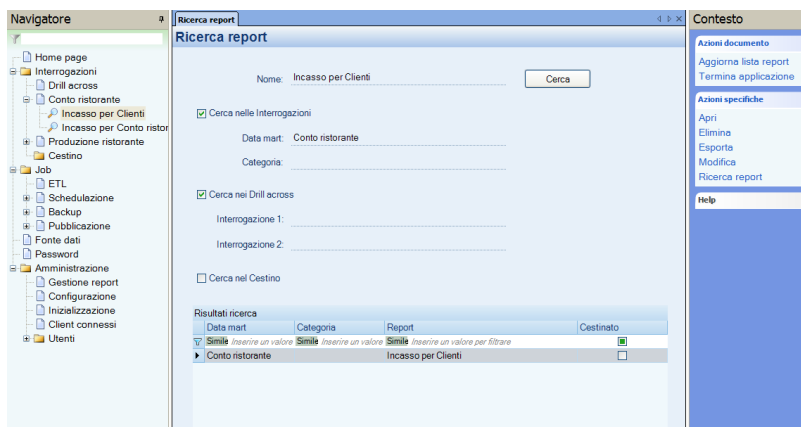 Navigatore
Home page
Interrogazioni
Drill across
Conto ristorante
Incasso per Clienti
Incasso per Conto ristor
Produzione ristorante
Cestino
Job
ETL
Schedulazione
Backup
Pubblicazione
Fonte dati
Password
Amministrazione
Gestione report
Configurazione
Inizializzazione
Client connessi
Utenti
Ricerca report
Ricerca report
Nome: Incasso per Clienti Cerca
Cerca nelle Interrogazioni
Data mart: Conto ristorante
Categoria:
Cerca nei Drill across
Interrogazione 1:
Interrogazione 2:
Cerca nel Cestino
Risultati ricerca
Data mart Categoria Report Cestinato
Simile Inserire un valore Simile Inserire un valore Simile Inserire un valore per filtrare
Conto ristorante Incasso per Clienti
Contesto
Azioni documento
Aggiorna lista report
Termina applicazione
Azioni specifiche
Apri
Elimina
Esporta
Modifica
Ricerca report
Help